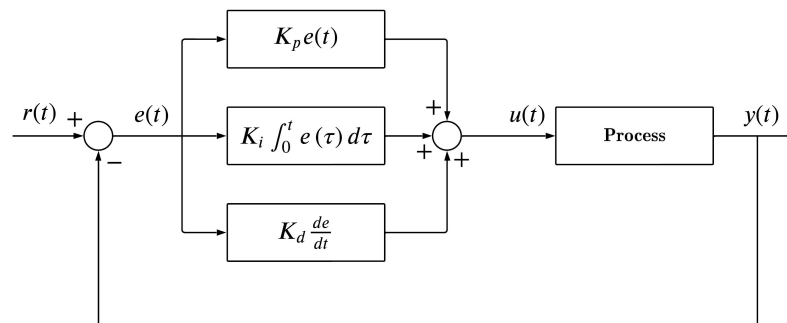 K_p e(t)
r(t) + e(t) + u(t) y(t)
K_i ∫_0^t e (τ) dτ + Process
− +
K_d de/dt